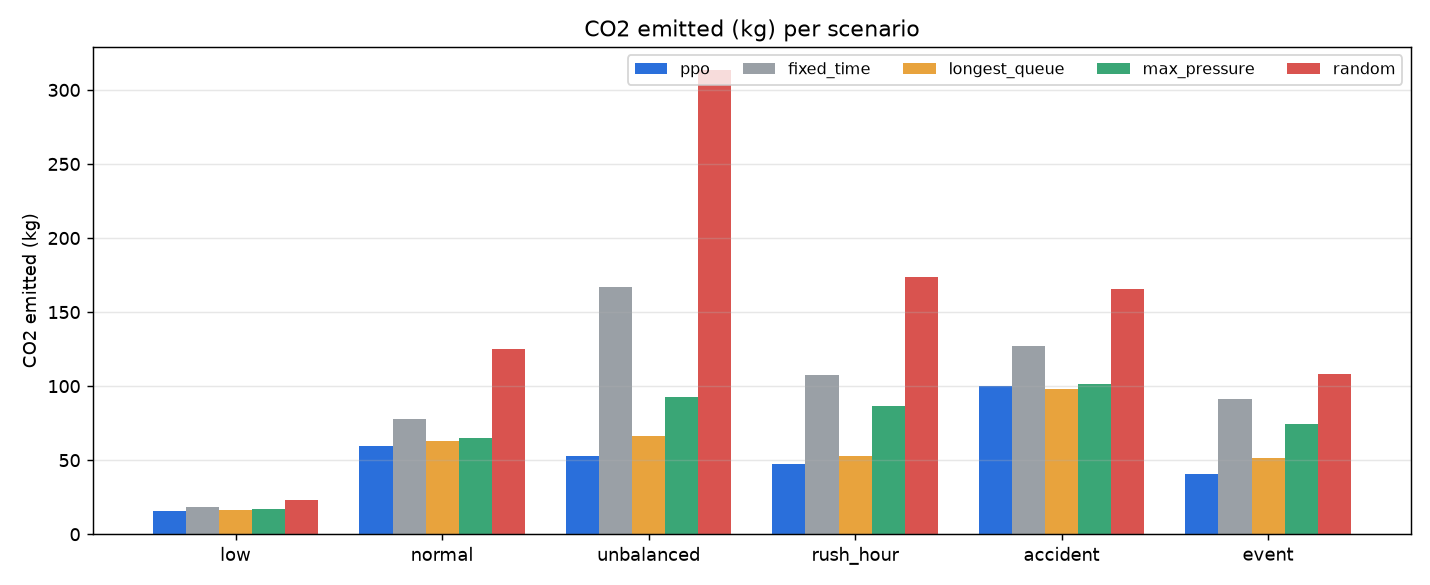 CO2 emitted (kg) per scenario
ppo fixed_time longest_queue max_pressure random
CO2 emitted (kg)
300
250
200
150
100
50
0
low normal unbalanced rush_hour accident event